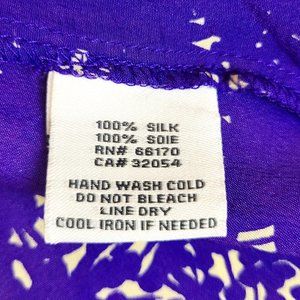 100% SILK
100% SOIE
RN# 66170
CA# 32054
HAND WASH COLD
DO NOT BLEACH
LINE DRY
COOL IRON IF NEEDED